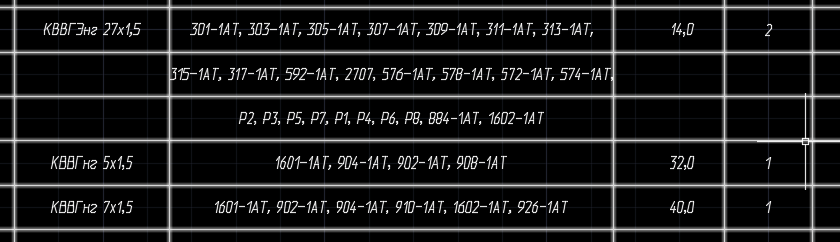 КВВГЭнг 27х1,5 301-1АТ, 303-1АТ, 305-1АТ, 307-1АТ, 309-1АТ, 311-1АТ, 313-1АТ, 14,0 2
315-1АТ, 317-1АТ, 592-1АТ, 2707, 576-1АТ, 578-1АТ, 572-1АТ, 574-1АТ,
Р2, Р3, Р5, Р7, Р1, Р4, Р6, Р8, 884-1АТ, 1602-1АТ
КВВГнг 5х1,5 1601-1АТ, 904-1АТ, 902-1АТ, 908-1АТ 32,0 1
КВВГнг 7х1,5 1601-1АТ, 902-1АТ, 904-1АТ, 910-1АТ, 1602-1АТ, 926-1АТ 40,0 1